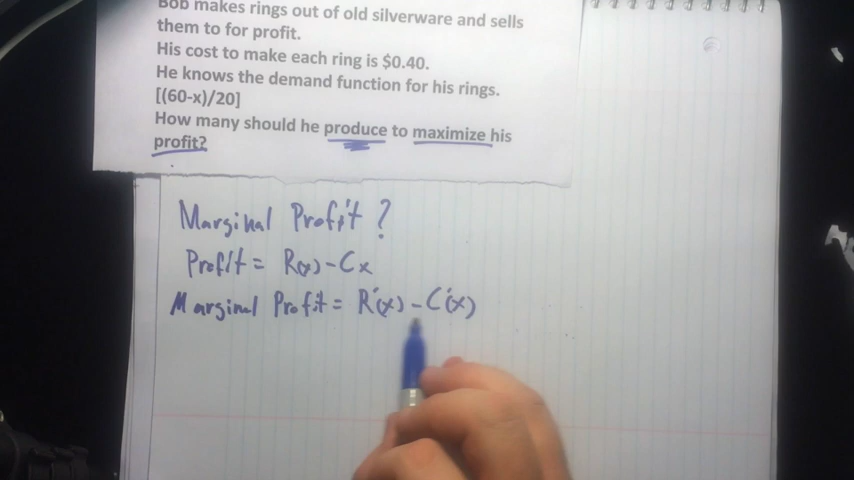 Bob makes rings out of old silverware and sells
them to for profit.
His cost to make each ring is $0.40.
He knows the demand function for his rings.
[(60-x)/20]
How many should he produce to maximize his
profit?
Marginal Profit ?
Profit = R(x) - Cx
Marginal Profit = R'(x) - C'(x)